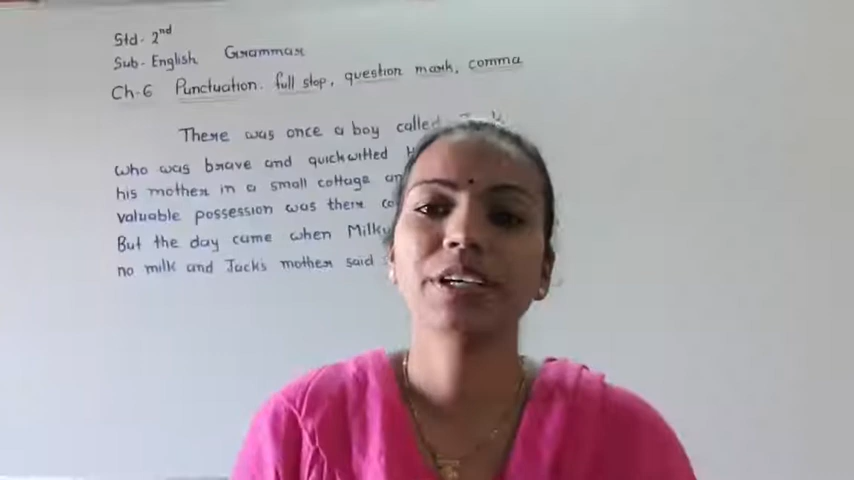 Std - 2nd
Sub - English Grammar
Ch-6 Punctuation. full stop, question mark, comma
There was once a boy called
who was brave and quickwitted
his mother in a small cottage
valuable possession was there
But the day came when Milky
no milk and Jacks mother said